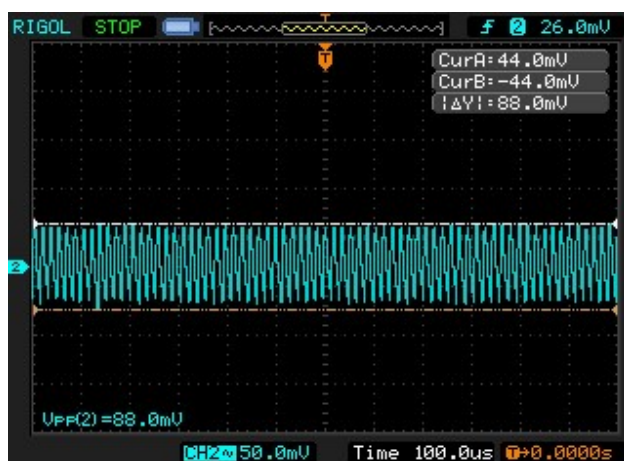 RIGOL STOP T f 2 26.0mV
T
CurA:44.0mV
CurB:-44.0mV
|ΔY|:88.0mV
2
Vpp(2)=88.0mV
CH2~ 50.0mV Time 100.0us T→0.0000s